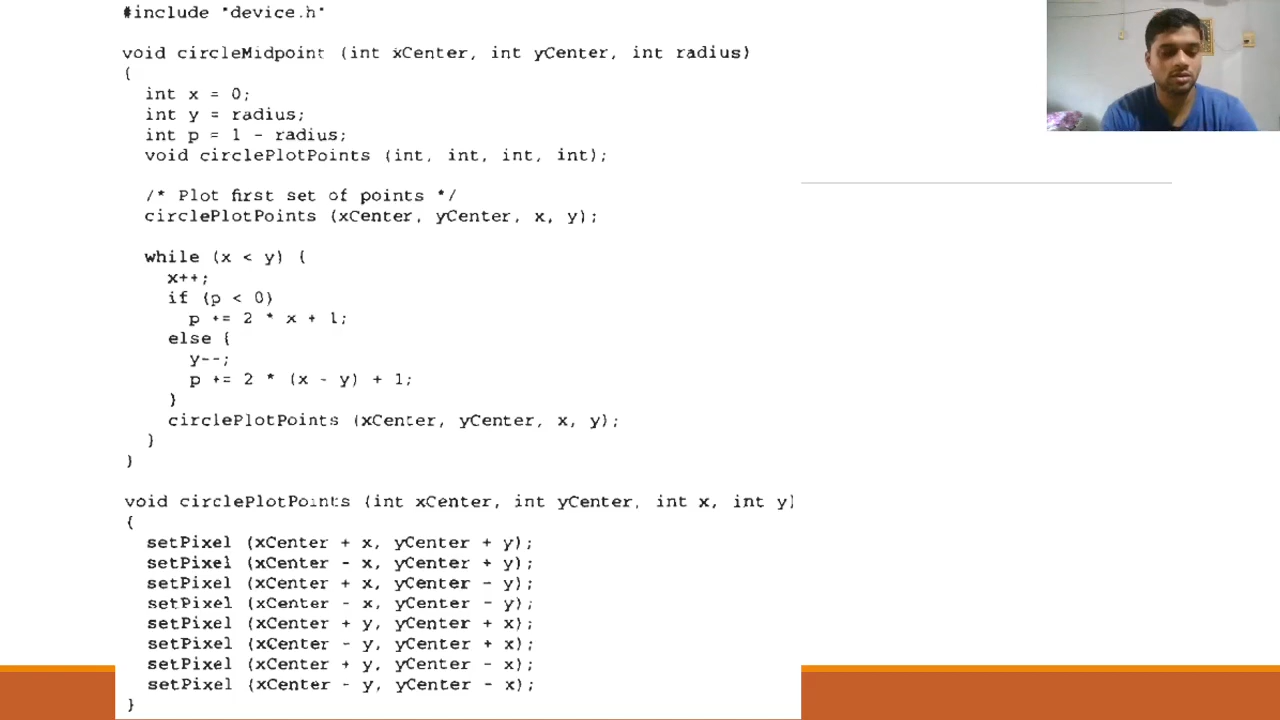 #include "device.h"
void circleMidpoint (int xCenter, int yCenter, int radius)
{
int x = 0;
int y = radius;
int p = 1 - radius;
void circlePlotPoints (int, int, int, int);
/* Plot first set of points */
circlePlotPoints (xCenter, yCenter, x, y);
while (x < y) {
x++;
if (p < 0)
p += 2 * x + 1;
else {
y--;
p += 2 * (x - y) + 1;
}
circlePlotPoints (xCenter, yCenter, x, y);
}
}
void circlePlotPoints (int xCenter, int yCenter, int x, int y)
{
setPixel (xCenter + x, yCenter + y);
setPixel (xCenter - x, yCenter + y);
setPixel (xCenter + x, yCenter - y);
setPixel (xCenter - x, yCenter - y);
setPixel (xCenter + y, yCenter + x);
setPixel (xCenter - y, yCenter + x);
setPixel (xCenter + y, yCenter - x);
setPixel (xCenter - y, yCenter - x);
}